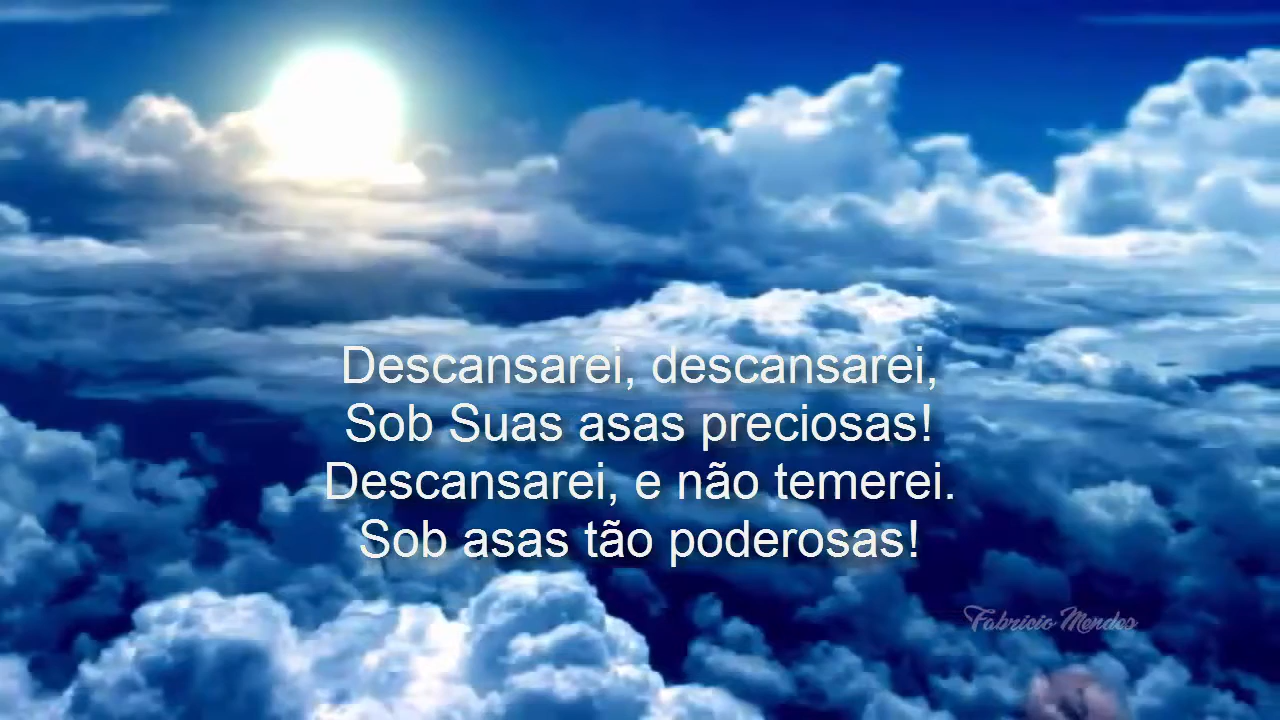 Descansarei, descansarei,
Sob Suas asas preciosas!
Descansarei, e não temerei.
Sob asas tão poderosas!
Fabricio Mendes